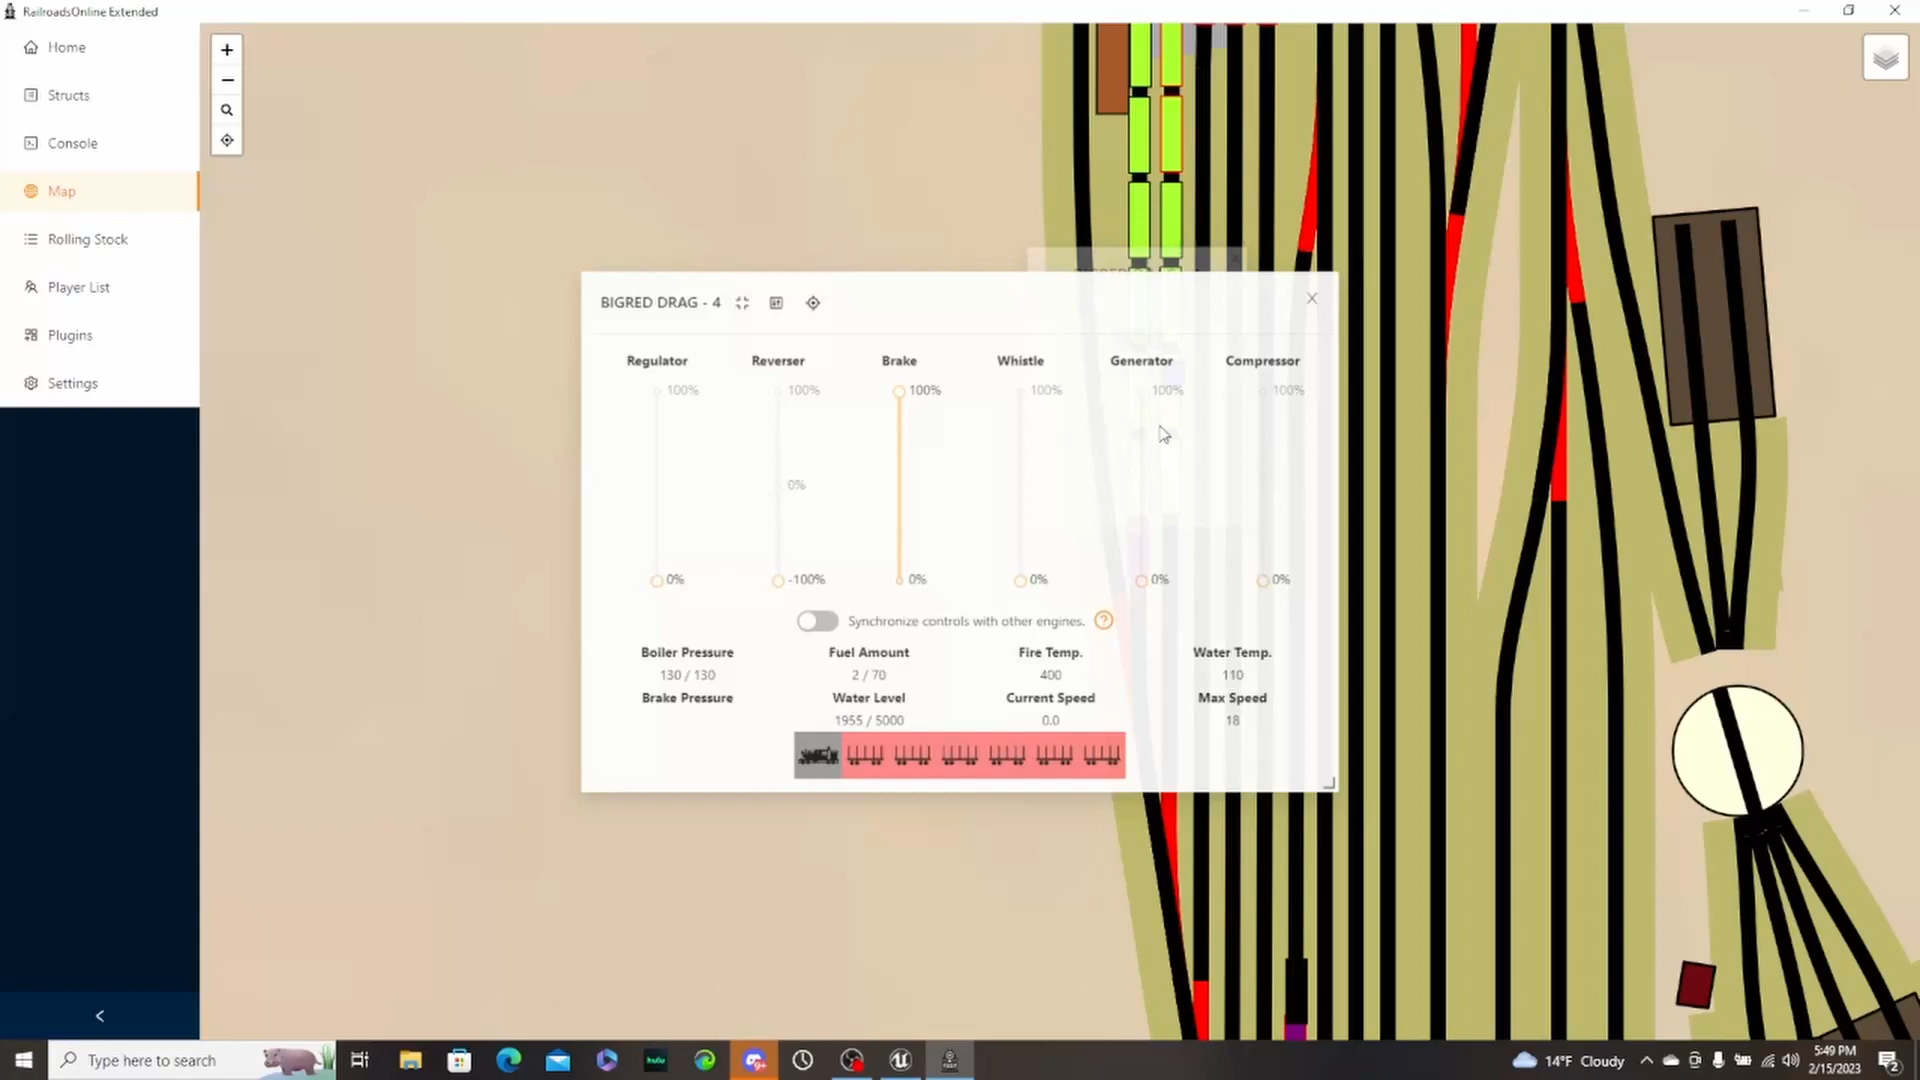 RailroadsOnline Extended
Home
Structs
Console
Map
Rolling Stock
Player List
Plugins
Settings
+
−
BIGRED DRAG - 4
Regulator Reverser Brake Whistle Generator Compressor
100% 100% 100% 100% 100% 100%
0%
0% -100% 0% 0% 0% 0%
Synchronize controls with other engines. ?
Boiler Pressure Fuel Amount Fire Temp. Water Temp.
130 / 130 2 / 70 400 110
Brake Pressure Water Level Current Speed Max Speed
1955 / 5000 0.0 18
Type here to search
hulu
14°F Cloudy
5:49 PM
2/15/2023
2